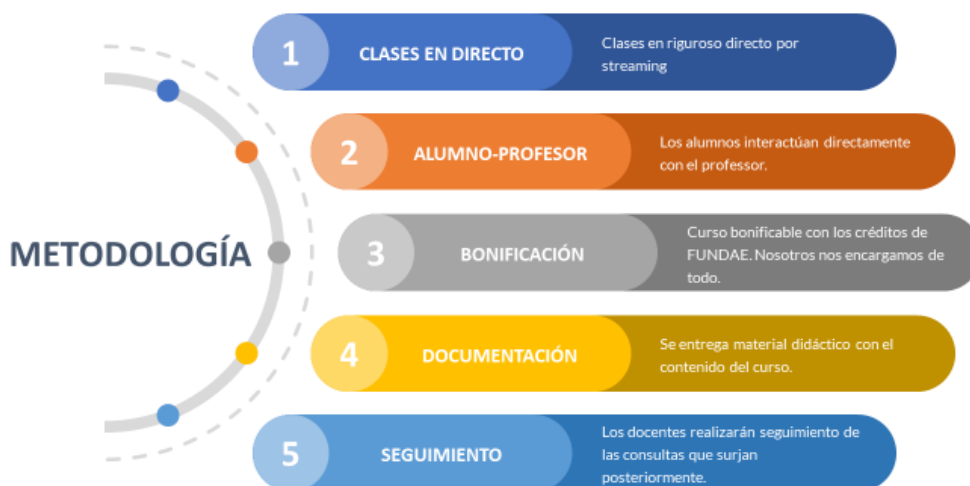 METODOLOGÍA
1
CLASES EN DIRECTO
Clases en riguroso directo por
streaming
2
ALUMNO-PROFESOR
Los alumnos interactúan directamente
con el professor.
3
BONIFICACIÓN
Curso bonificable con los créditos de
FUNDAE. Nosotros nos encargamos de
todo.
4
DOCUMENTACIÓN
Se entrega material didáctico con el
contenido del curso.
5
SEGUIMIENTO
Los docentes realizarán seguimiento de
las consultas que surjan
posteriormente.